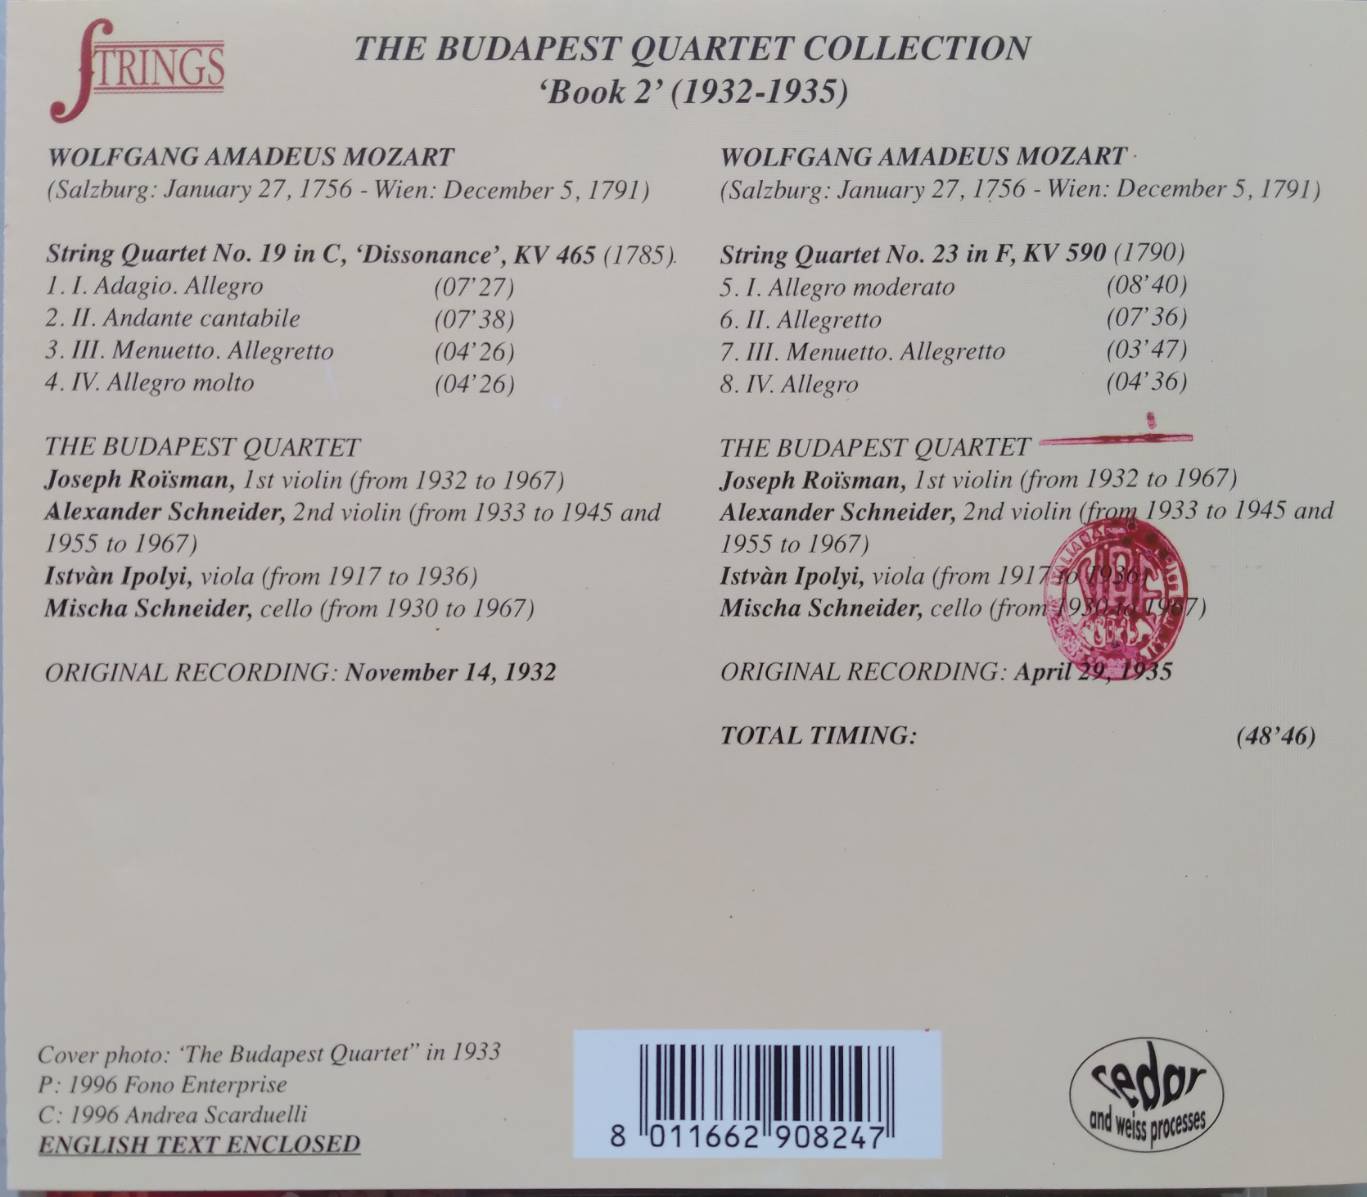 STRINGS
THE BUDAPEST QUARTET COLLECTION
‘Book 2’ (1932-1935)
WOLFGANG AMADEUS MOZART
(Salzburg: January 27, 1756 - Wien: December 5, 1791)
String Quartet No. 19 in C, ‘Dissonance’, KV 465 (1785).
1. I. Adagio. Allegro (07’27)
2. II. Andante cantabile (07’38)
3. III. Menuetto. Allegretto (04’26)
4. IV. Allegro molto (04’26)
THE BUDAPEST QUARTET
Joseph Roïsman, 1st violin (from 1932 to 1967)
Alexander Schneider, 2nd violin (from 1933 to 1945 and
1955 to 1967)
Istvàn Ipolyi, viola (from 1917 to 1936)
Mischa Schneider, cello (from 1930 to 1967)
ORIGINAL RECORDING: November 14, 1932
WOLFGANG AMADEUS MOZART
(Salzburg: January 27, 1756 - Wien: December 5, 1791)
String Quartet No. 23 in F, KV 590 (1790)
5. I. Allegro moderato (08’40)
6. II. Allegretto (07’36)
7. III. Menuetto. Allegretto (03’47)
8. IV. Allegro (04’36)
THE BUDAPEST QUARTET
Joseph Roïsman, 1st violin (from 1932 to 1967)
Alexander Schneider, 2nd violin (from 1933 to 1945 and
1955 to 1967)
Istvàn Ipolyi, viola (from 1917 to 1936)
Mischa Schneider, cello (from 1930 to 1967)
ORIGINAL RECORDING: April 29, 1935
TOTAL TIMING: (48’46)
Cover photo: ‘The Budapest Quartet” in 1933
P: 1996 Fono Enterprise
C: 1996 Andrea Scarduelli
ENGLISH TEXT ENCLOSED
8 011662 908247
cedar
and weiss processes